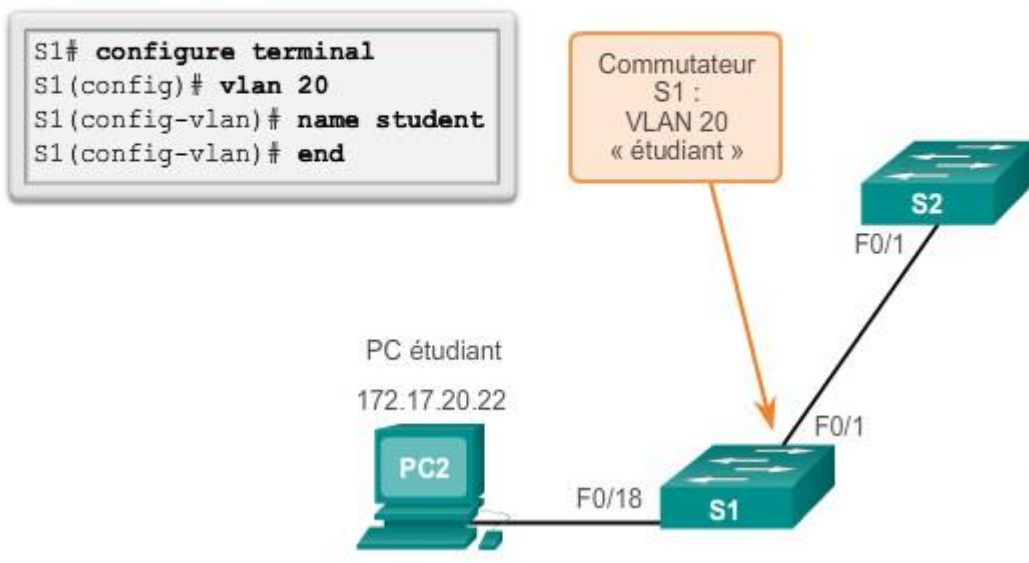 S1# configure terminal
S1(config)# vlan 20
S1(config-vlan)# name student
S1(config-vlan)# end
Commutateur
S1 :
VLAN 20
« étudiant »
S2
F0/1
PC étudiant
172.17.20.22
F0/1
PC2
F0/18
S1